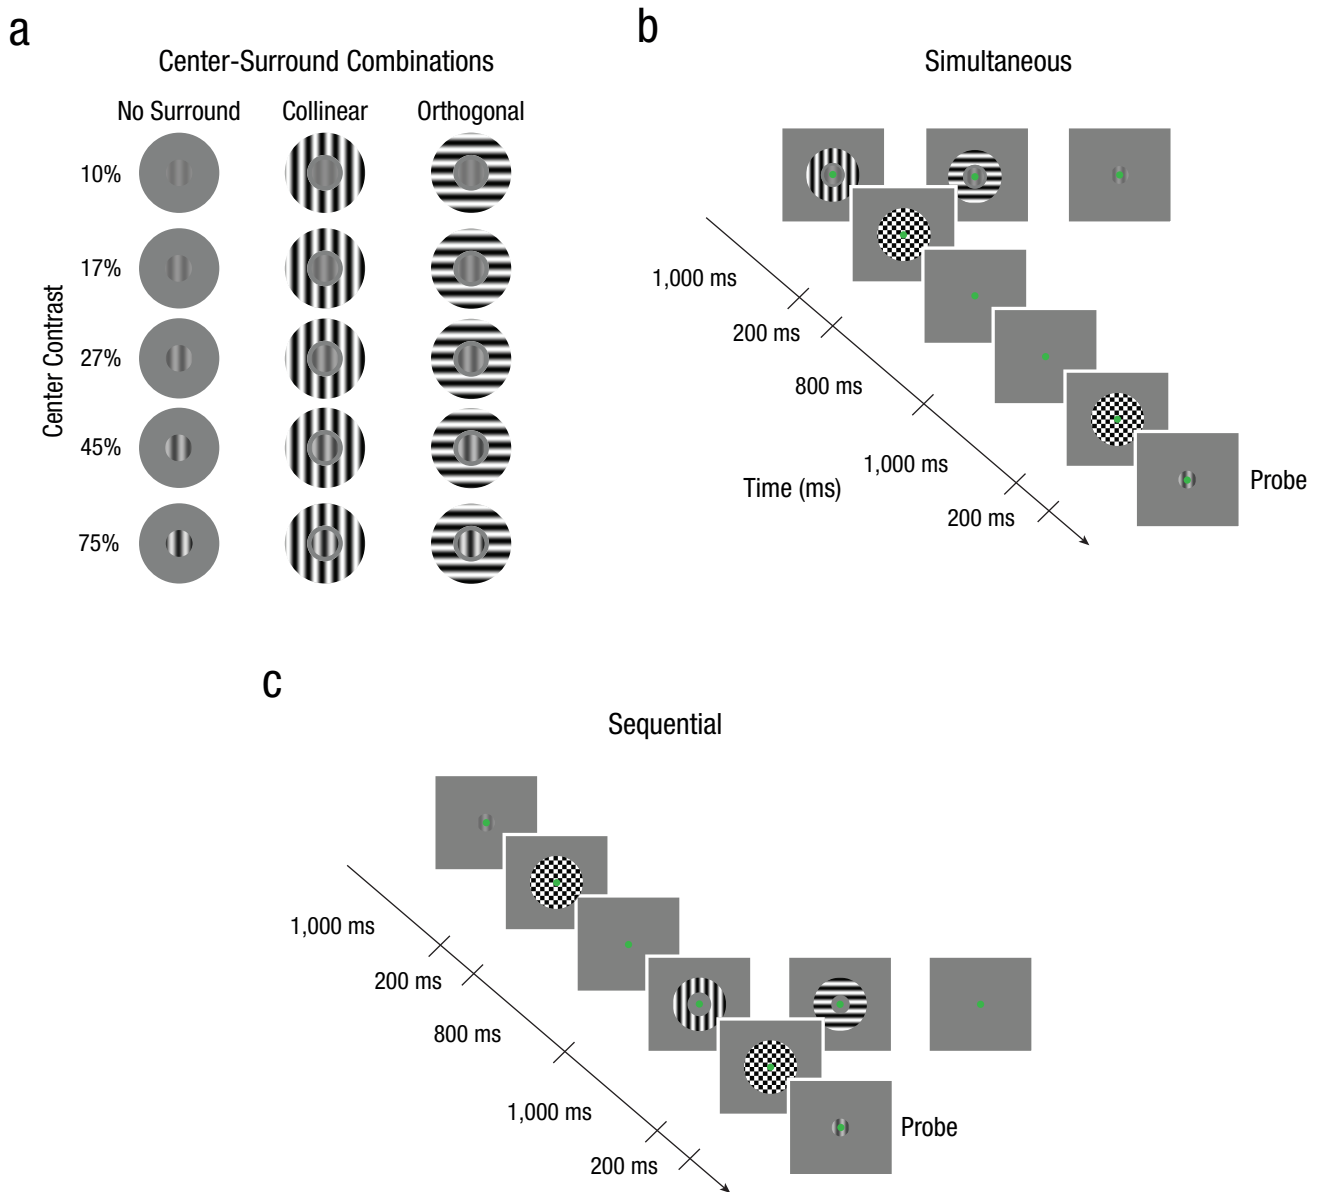 a
Center-Surround Combinations
No Surround Collinear Orthogonal
Center Contrast
10%
17%
27%
45%
75%
b
Simultaneous
1,000 ms
200 ms
800 ms
1,000 ms
200 ms
Time (ms)
Probe
c
Sequential
1,000 ms
200 ms
800 ms
1,000 ms
200 ms
Probe